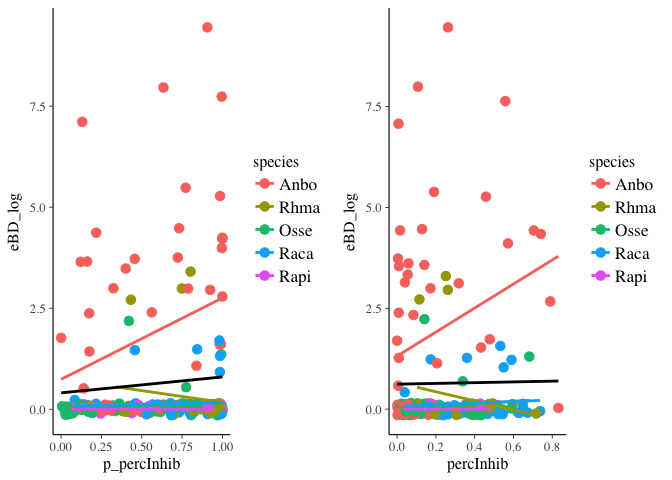 eBD_log
7.5
5.0
2.5
0.0
0.00 0.25 0.50 0.75 1.00
p_percInhib
species
Anbo
Rhma
Osse
Raca
Rapi
eBD_log
7.5
5.0
2.5
0.0
0.0 0.2 0.4 0.6 0.8
percInhib
species
Anbo
Rhma
Osse
Raca
Rapi